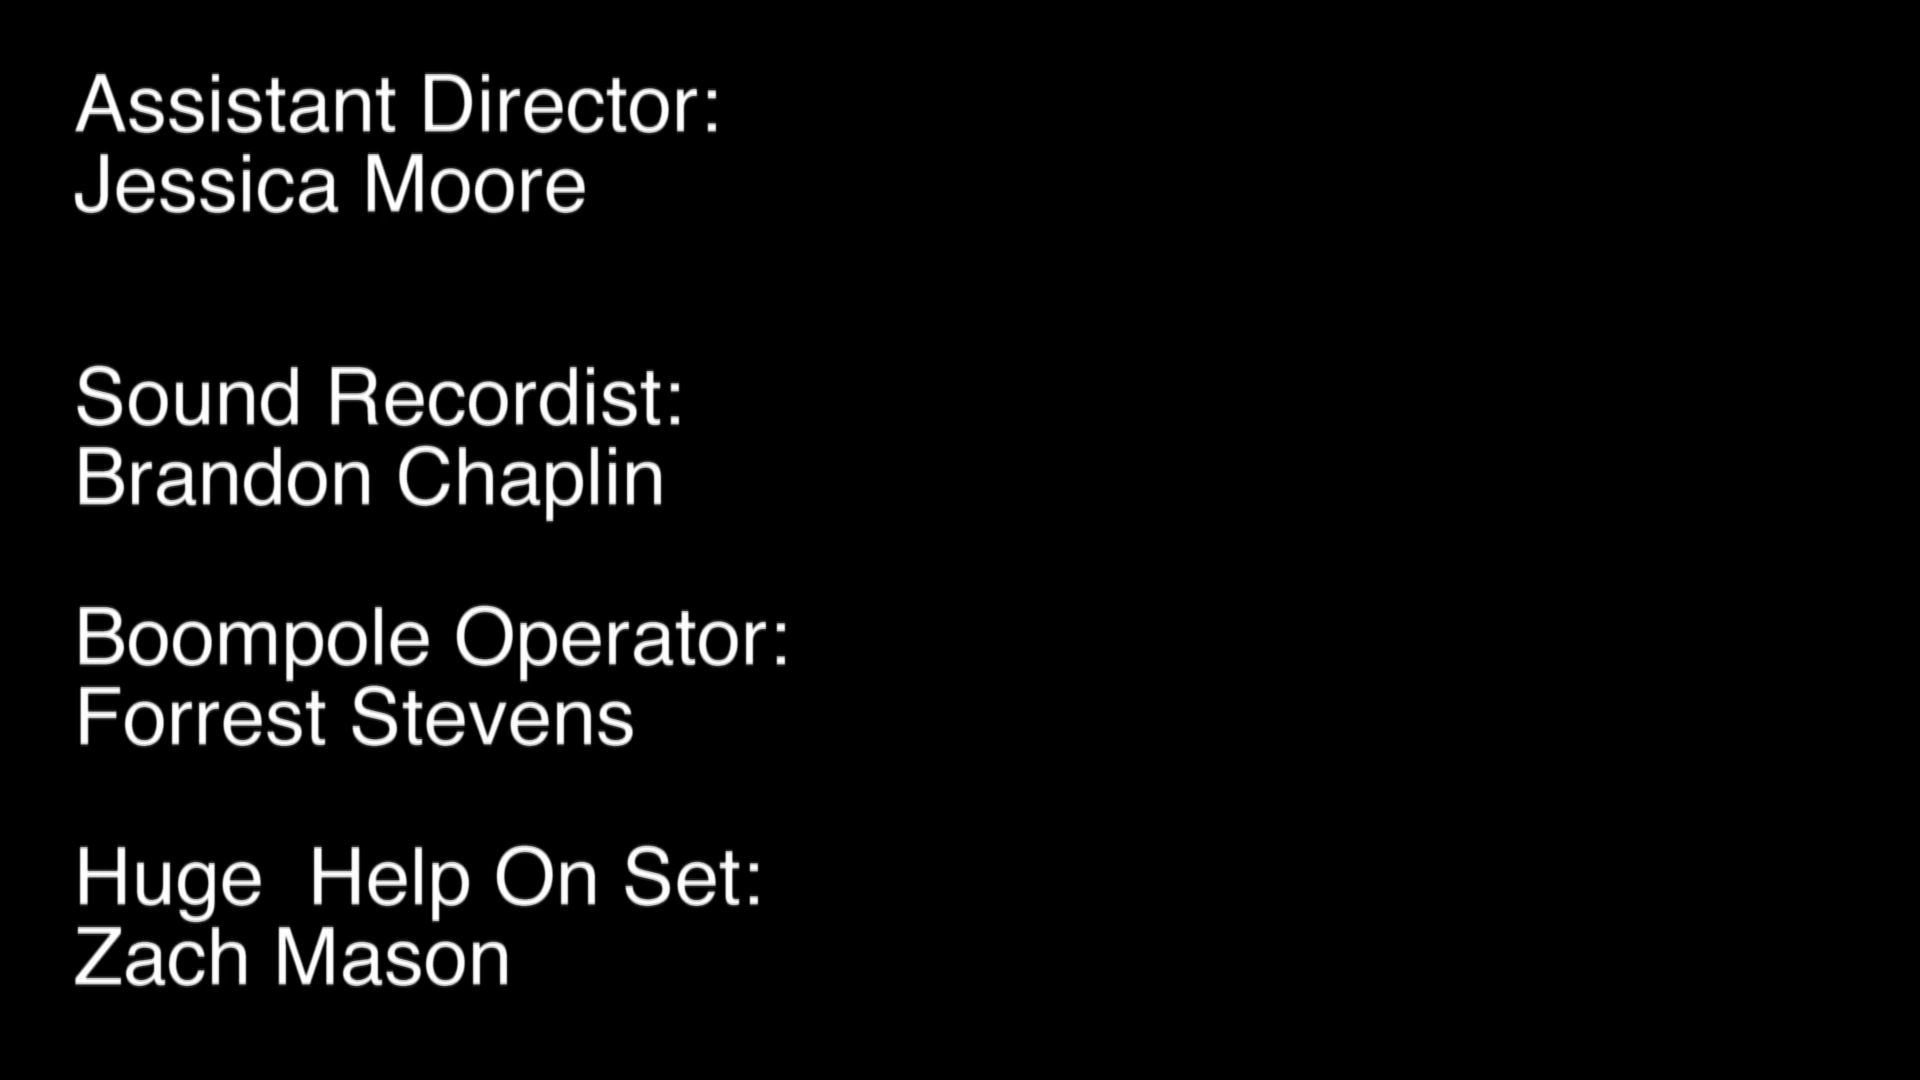 Assistant Director:
Jessica Moore
Sound Recordist:
Brandon Chaplin
Boompole Operator:
Forrest Stevens
Huge  Help On Set:
Zach Mason